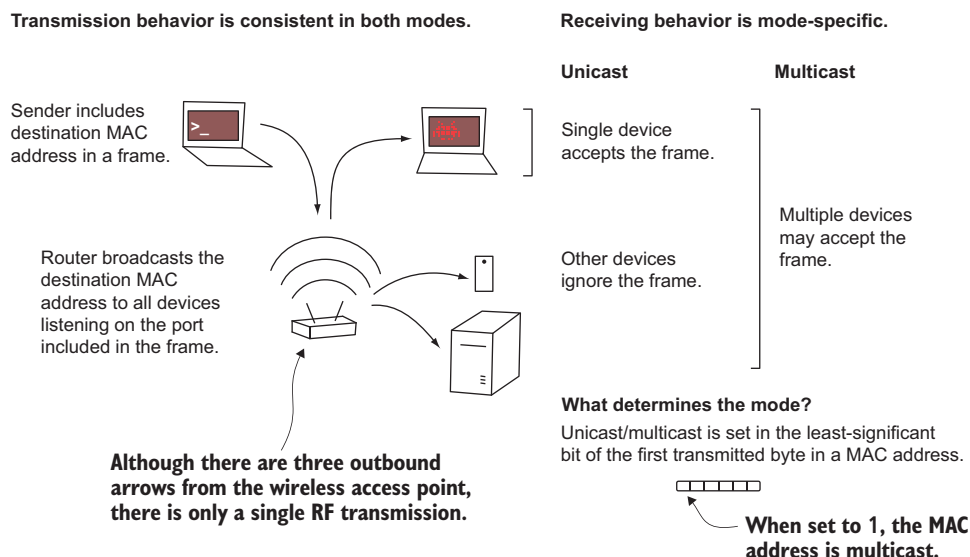 Transmission behavior is consistent in both modes.
Receiving behavior is mode-specific.
Unicast
Multicast
Sender includes
destination MAC
address in a frame.
>_
Single device
accepts the frame.
Router broadcasts the
destination MAC
address to all devices
listening on the port
included in the frame.
Other devices
ignore the frame.
Multiple devices
may accept the
frame.
Although there are three outbound
arrows from the wireless access point,
there is only a single RF transmission.
What determines the mode?
Unicast/multicast is set in the least-significant
bit of the first transmitted byte in a MAC address.
When set to 1, the MAC
address is multicast.